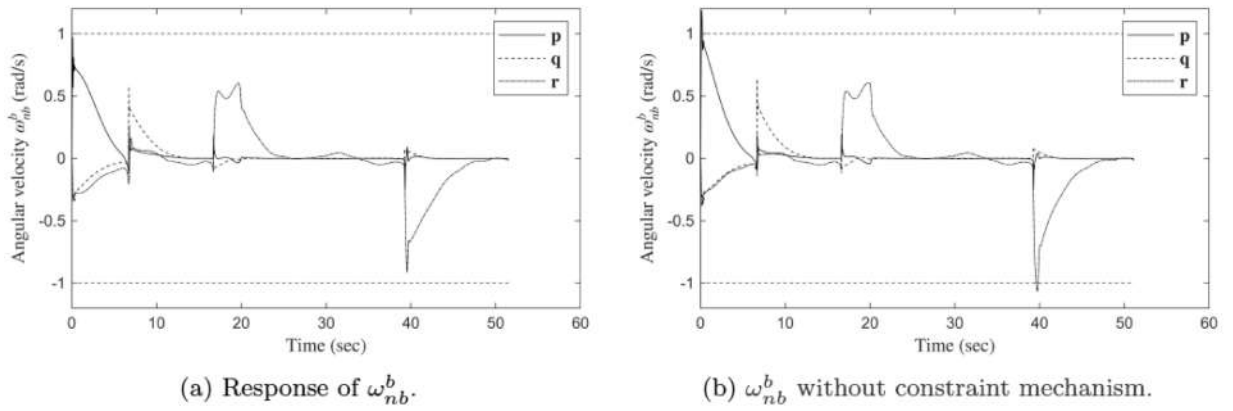 1
0.5
0
-0.5
-1
Angular velocity ω^b_nb (rad/s)
p
q
r
0 10 20 30 40 50 60
Time (sec)
(a) Response of ω^b_nb.
1
0.5
0
-0.5
-1
Angular velocity ω^b_nb (rad/s)
p
q
r
0 10 20 30 40 50 60
Time (sec)
(b) ω^b_nb without constraint mechanism.